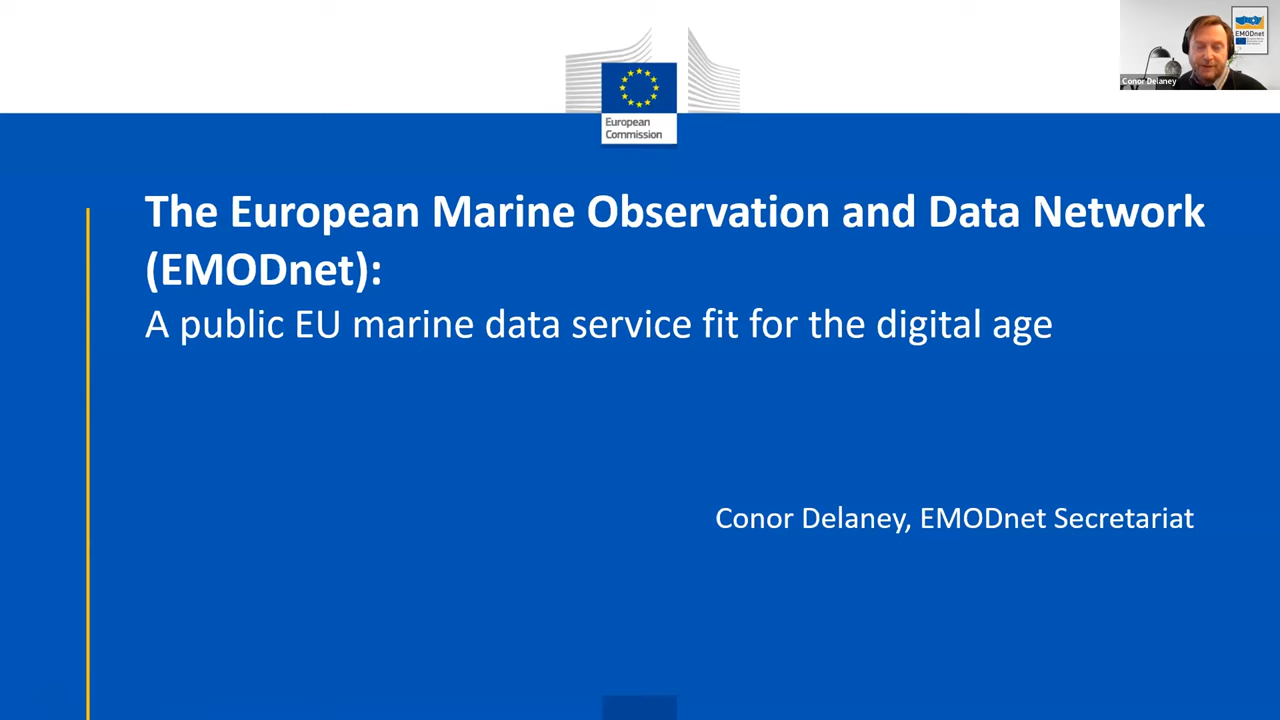 EMODnet
Conor Delaney
European
Commission
The European Marine Observation and Data Network
(EMODnet):
A public EU marine data service fit for the digital age
Conor Delaney, EMODnet Secretariat